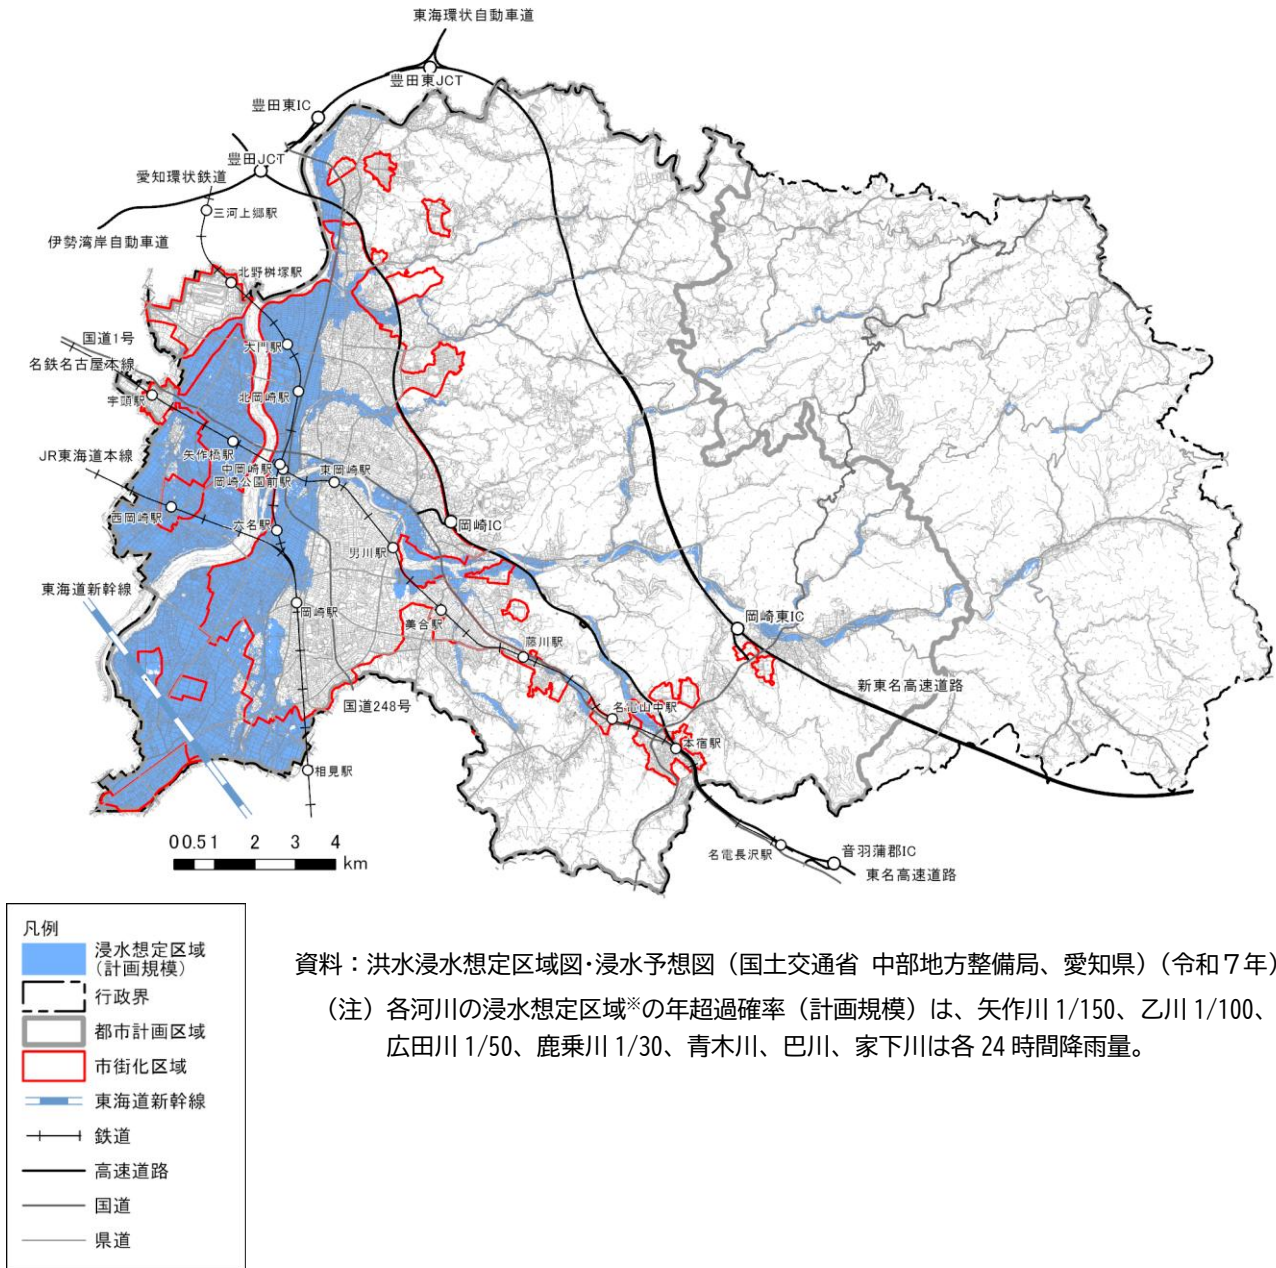 東海環状自動車道
豊田東JCT
豊田東IC
豊田JCT
愛知環状鉄道
三河上郷駅
伊勢湾岸自動車道
北野桝塚駅
国道1号
大門駅
名鉄名古屋本線
宇頭駅
北岡崎駅
矢作橋駅
JR東海道本線
中岡崎駅
東岡崎駅
岡崎公園前駅
西岡崎駅
六名駅
岡崎IC
男川駅
東海道新幹線
岡崎駅
美合駅
岡崎東IC
藤川駅
新東名高速道路
国道248号
名電山中駅
本宿駅
相見駅
0 0.5 1 2 3 4
km
名電長沢駅
音羽蒲郡IC
東名高速道路
凡例
浸水想定区域
(計画規模)
行政界
都市計画区域
市街化区域
東海道新幹線
鉄道
高速道路
国道
県道
資料：洪水浸水想定区域図・浸水予想図（国土交通省 中部地方整備局、愛知県）（令和７年）
（注）各河川の浸水想定区域※の年超過確率（計画規模）は、矢作川 1/150、乙川 1/100、
広田川 1/50、鹿乗川 1/30、青木川、巴川、家下川は各 24 時間降雨量。